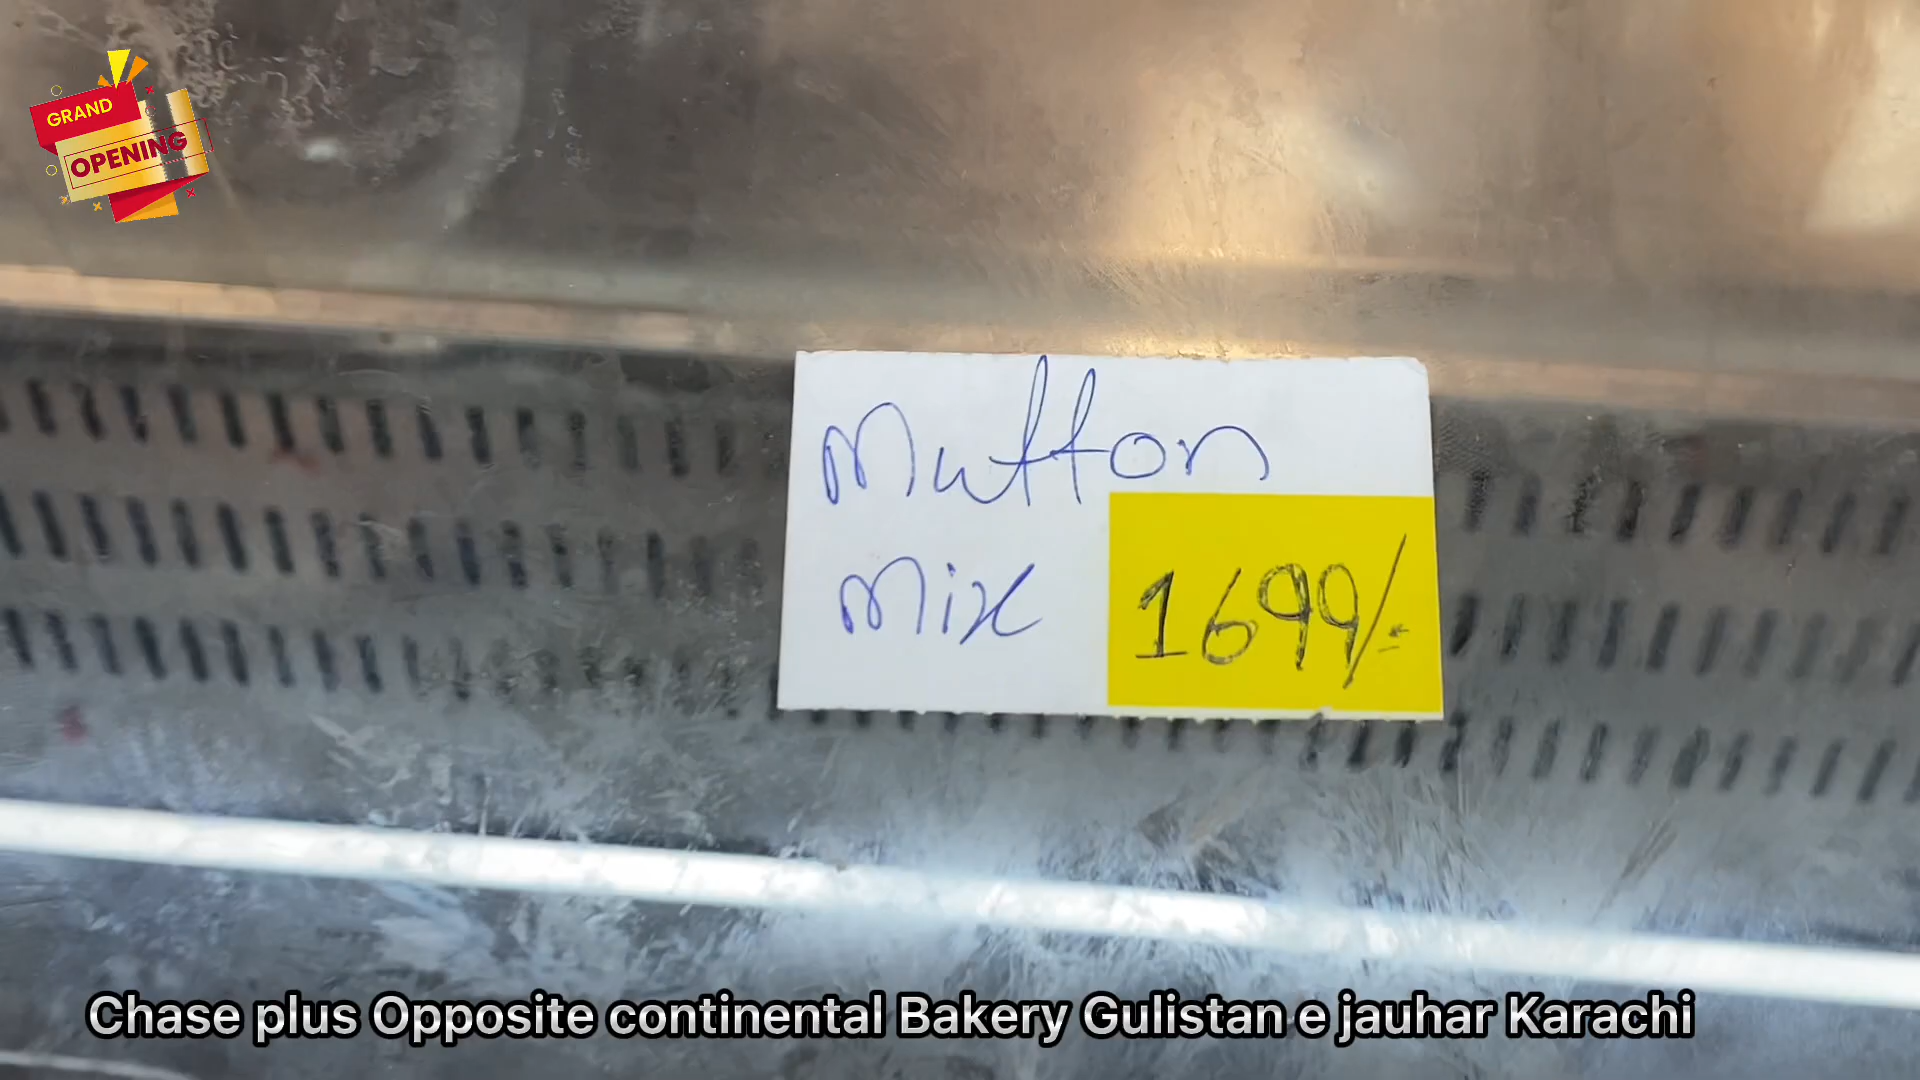 GRAND
OPENING
Mutton
Mix
1699/-
Chase plus Opposite continental Bakery Gulistan e jauhar Karachi